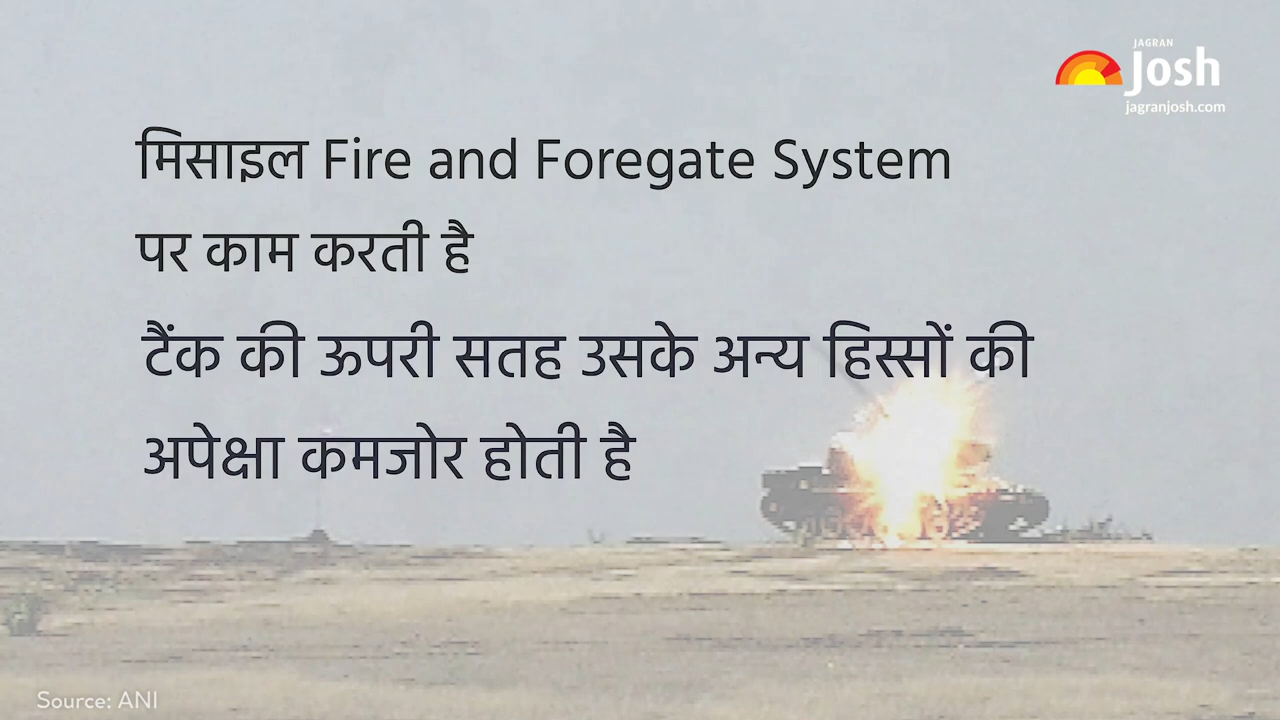 JAGRAN
Josh
jagranjosh.com
मिसाइल Fire and Foregate System
पर काम करती है
टैंक की ऊपरी सतह उसके अन्य हिस्सों की
अपेक्षा कमजोर होती है
Source: ANI